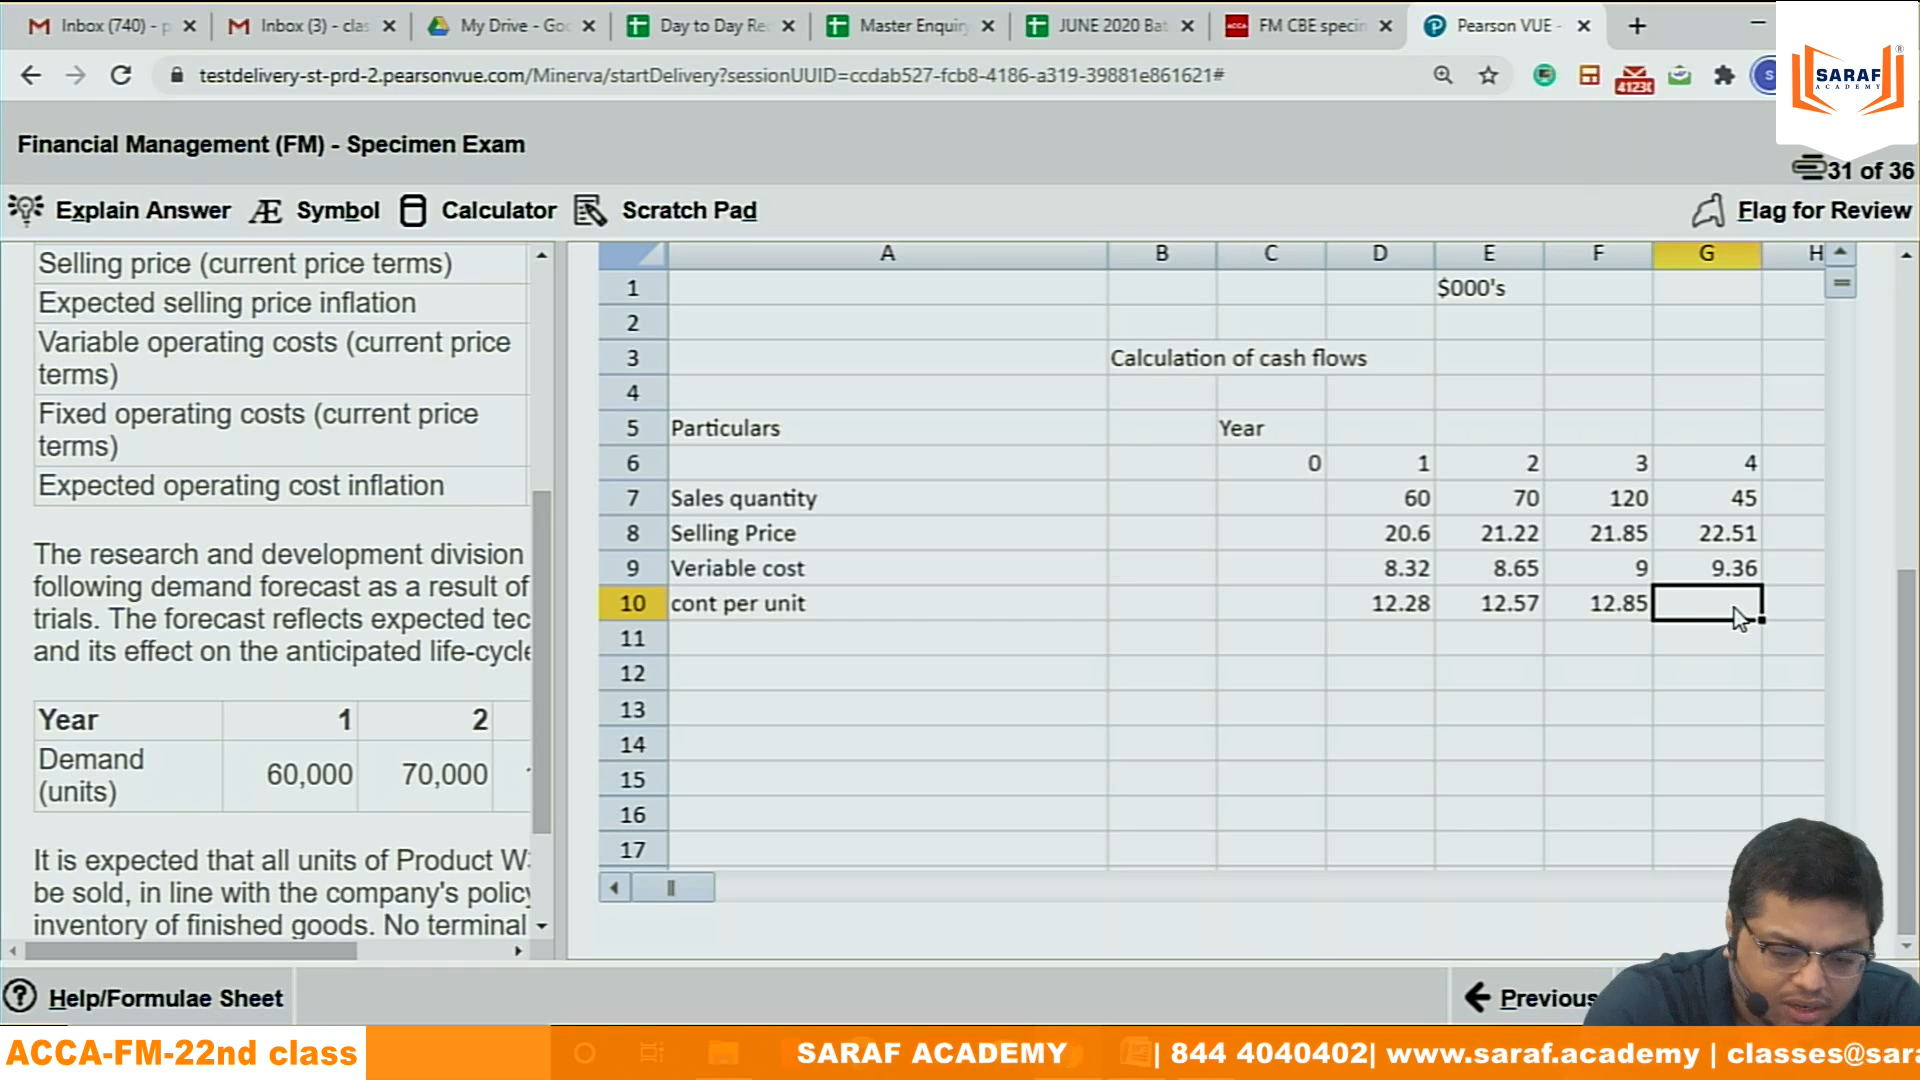 Inbox (740) - p
Inbox (3) - clas
My Drive - Goo
Day to Day Re
Master Enquir
JUNE 2020 Bat
FM CBE speci
Pearson VUE -
testdelivery-st-prd-2.pearsonvue.com/Minerva/startDelivery?sessionUUID=ccdab527-fcb8-4186-a319-39881e861621#
SARAF
ACADEMY
Financial Management (FM) - Specimen Exam
31 of 36
Explain Answer
Symbol
Calculator
Scratch Pad
Flag for Review
Selling price (current price terms)
Expected selling price inflation
Variable operating costs (current price
terms)
Fixed operating costs (current price
terms)
Expected operating cost inflation
The research and development division
following demand forecast as a result of
trials. The forecast reflects expected tec
and its effect on the anticipated life-cycle
Year 1 2
Demand
(units) 60,000 70,000
It is expected that all units of Product W
be sold, in line with the company's policy
inventory of finished goods. No terminal
A B C D E F G H
1 $000's
2
3 Calculation of cash flows
4
5 Particulars Year
6 0 1 2 3 4
7 Sales quantity 60 70 120 45
8 Selling Price 20.6 21.22 21.85 22.51
9 Veriable cost 8.32 8.65 9 9.36
10 cont per unit 12.28 12.57 12.85
11
12
13
14
15
16
17
Help/Formulae Sheet
Previous
ACCA-FM-22nd class
SARAF ACADEMY | 844 4040402| www.saraf.academy | classes@sara